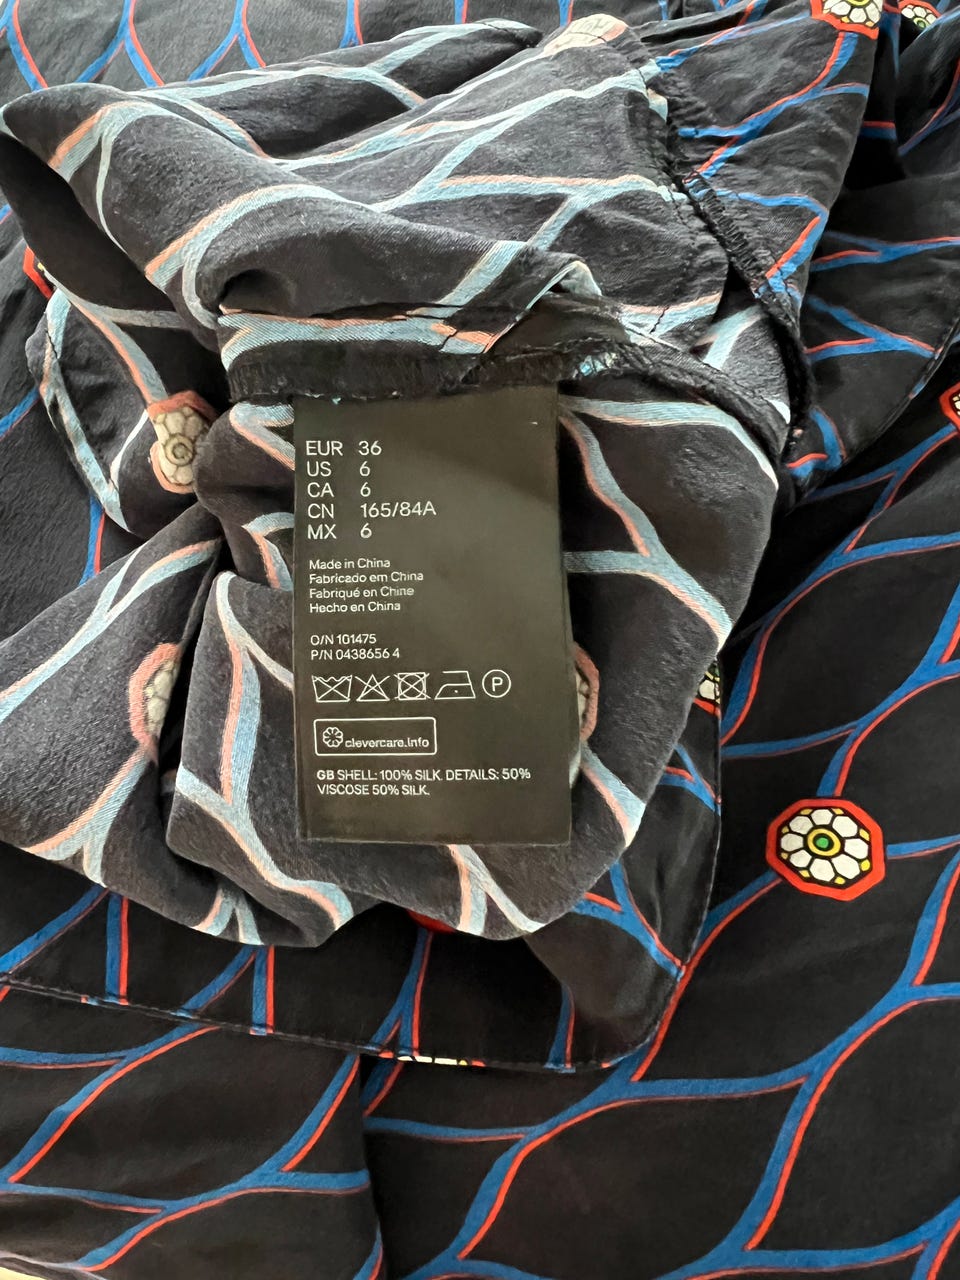 EUR 36
US 6
CA 6
CN 165/84A
MX 6
Made in China
Fabricado em China
Fabriqué en Chine
Hecho en China
O/N 101475
P/N 0438656 4
P
clevercare.info
GB SHELL: 100% SILK. DETAILS: 50%
VISCOSE 50% SILK.